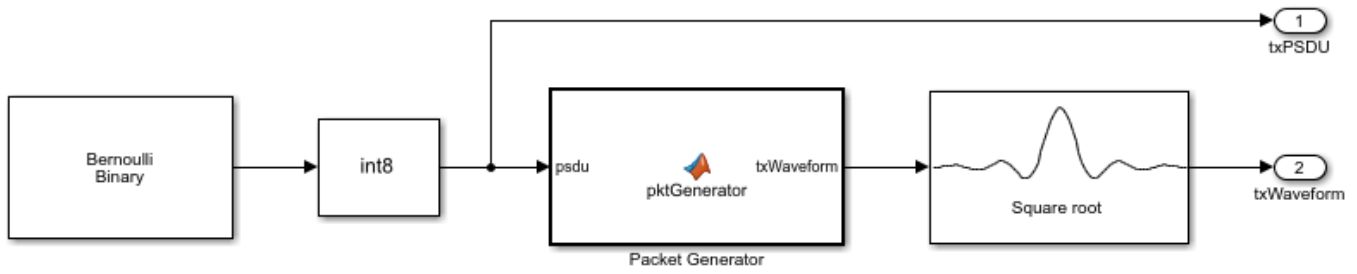 1
txPSDU
Bernoulli
Binary
int8
psdu
pktGenerator
txWaveform
Packet Generator
Square root
2
txWaveform